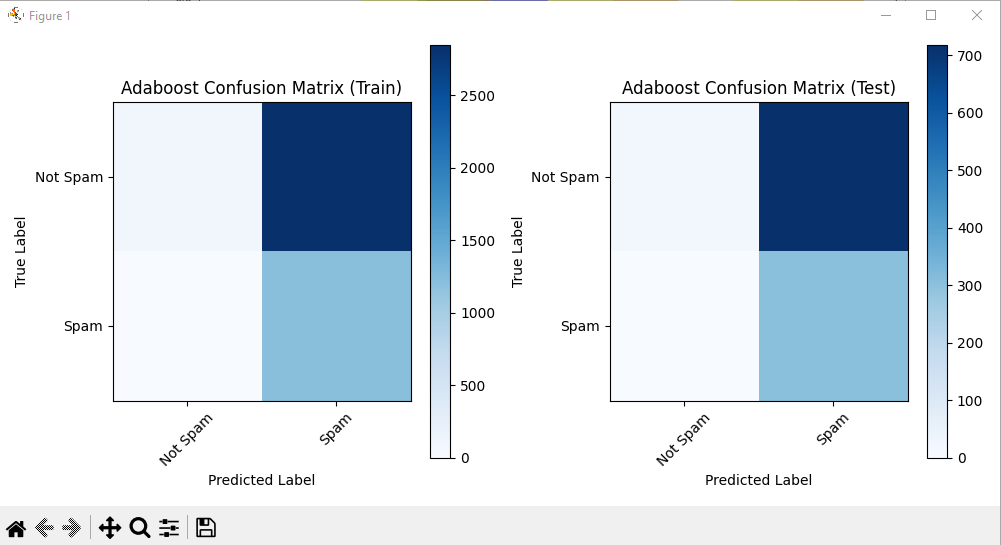 Figure 1
Adaboost Confusion Matrix (Train)
True Label
Not Spam
Spam
Not Spam
Spam
Predicted Label
2500
2000
1500
1000
500
0
Adaboost Confusion Matrix (Test)
True Label
Not Spam
Spam
Not Spam
Spam
Predicted Label
700
600
500
400
300
200
100
0